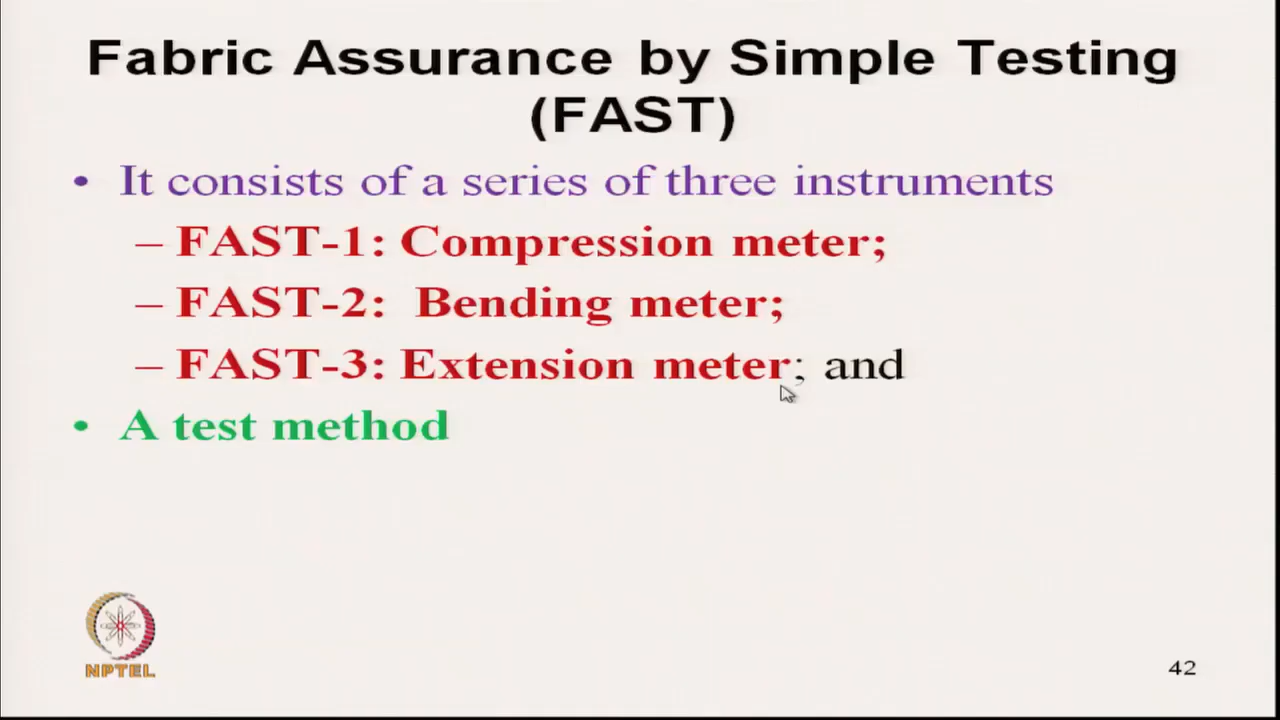 Fabric Assurance by Simple Testing
(FAST)
• It consists of a series of three instruments
– FAST-1: Compression meter;
– FAST-2: Bending meter;
– FAST-3: Extension meter; and
• A test method
NPTEL
42